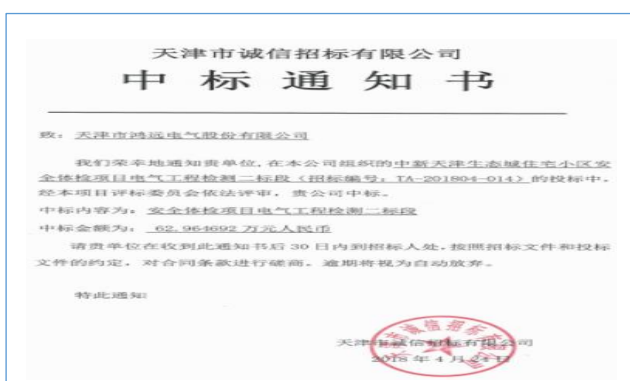 天津市诚信招标有限公司
中标通知书
致：天津市鸿远电气股份有限公司
我们荣幸地通知贵单位，在本公司组织的中新天津生态城住宅小区安
全体检项目电气工程检测二标段（招标编号：TA-201804-014）的投标中，
经本项目评标委员会依法评审，贵公司中标。
中标内容为：安全体检项目电气工程检测二标段
中标金额为：62.964692万元人民币
请贵单位在收到此通知书后30日内到招标人处，按照招标文件和投标
文件的约定，对合同条款进行磋商，逾期将视为自动放弃。
特此通知
天津市诚信招标有限公司
2018年4月24日